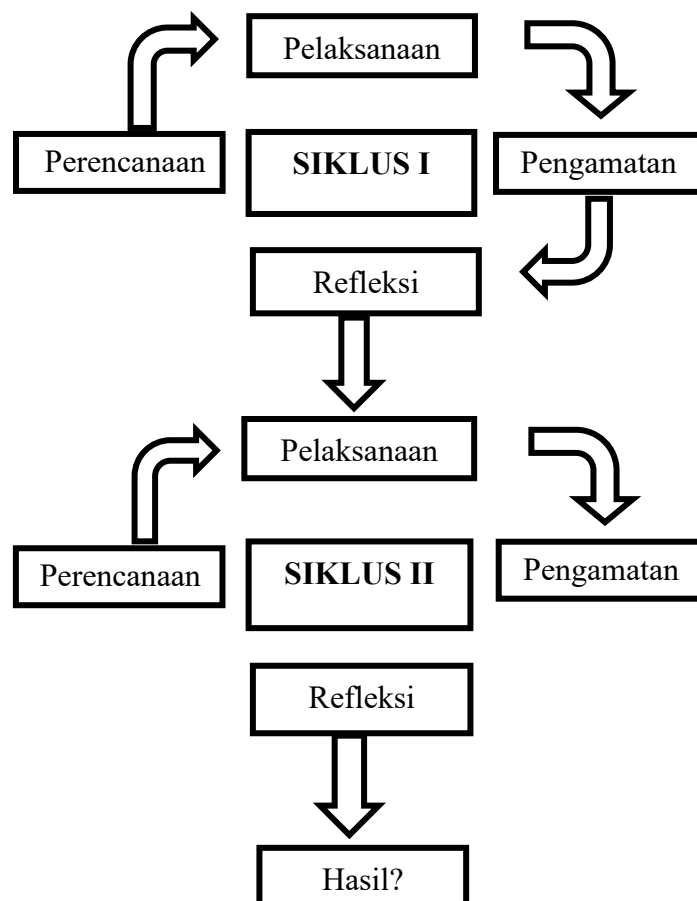 Pelaksanaan
Perencanaan
SIKLUS I
Pengamatan
Refleksi
Pelaksanaan
Perencanaan
SIKLUS II
Pengamatan
Refleksi
Hasil?